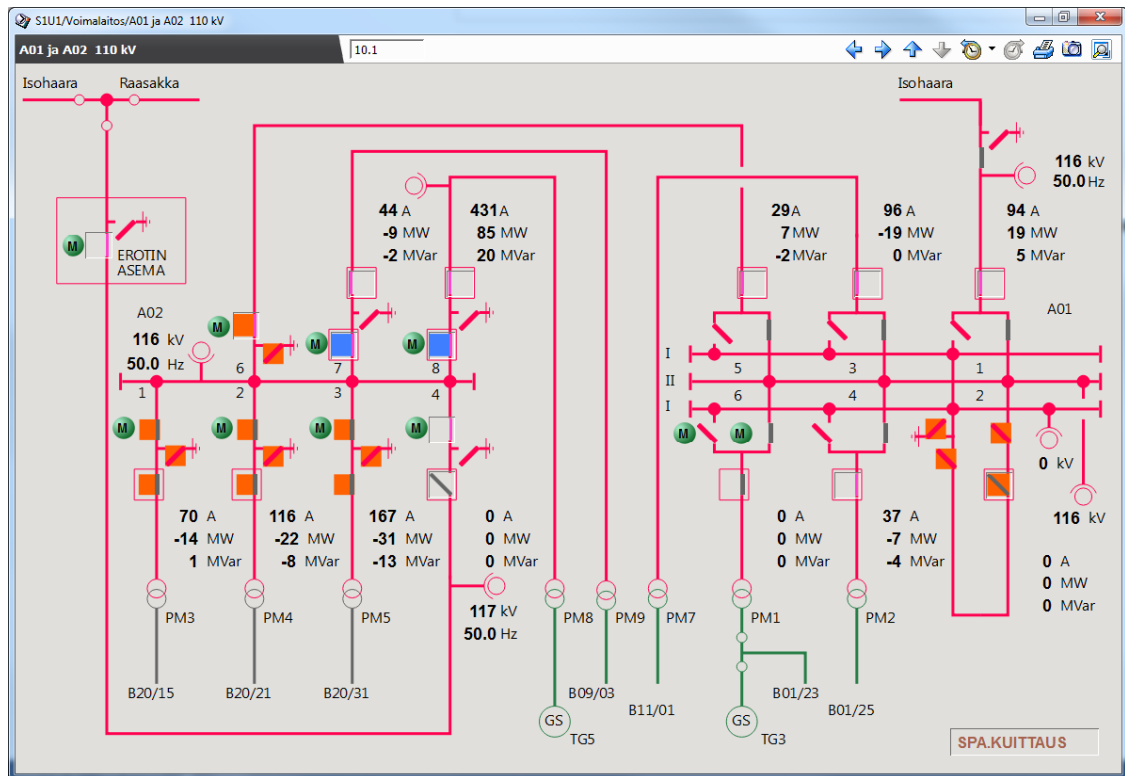 S1U1/Voimalaitos/A01 ja A02 110 kV
A01 ja A02 110 kV
10.1
Isohaara Raasakka
Isohaara
116 kV
50.0 Hz
44 A
-9 MW
-2 MVar
431 A
85 MW
20 MVar
29 A
7 MW
-2 MVar
96 A
-19 MW
0 MVar
94 A
19 MW
5 MVar
M
EROTIN
ASEMA
A02
116 kV
50.0 Hz
A01
M
M
M
6
7
8
1
2
3
4
I
II
I
5
3
1
6
4
2
M
M
M
M
M
M
0 kV
116 kV
70 A
-14 MW
1 MVar
116 A
-22 MW
-8 MVar
167 A
-31 MW
-13 MVar
0 A
0 MW
0 MVar
0 A
0 MW
0 MVar
37 A
-7 MW
-4 MVar
0 A
0 MW
0 MVar
117 kV
50.0 Hz
PM3
PM4
PM5
PM8
PM9
PM7
PM1
PM2
B20/15
B20/21
B20/31
B09/03
B11/01
B01/23
B01/25
GS
TG5
GS
TG3
SPA.KUITTAUS